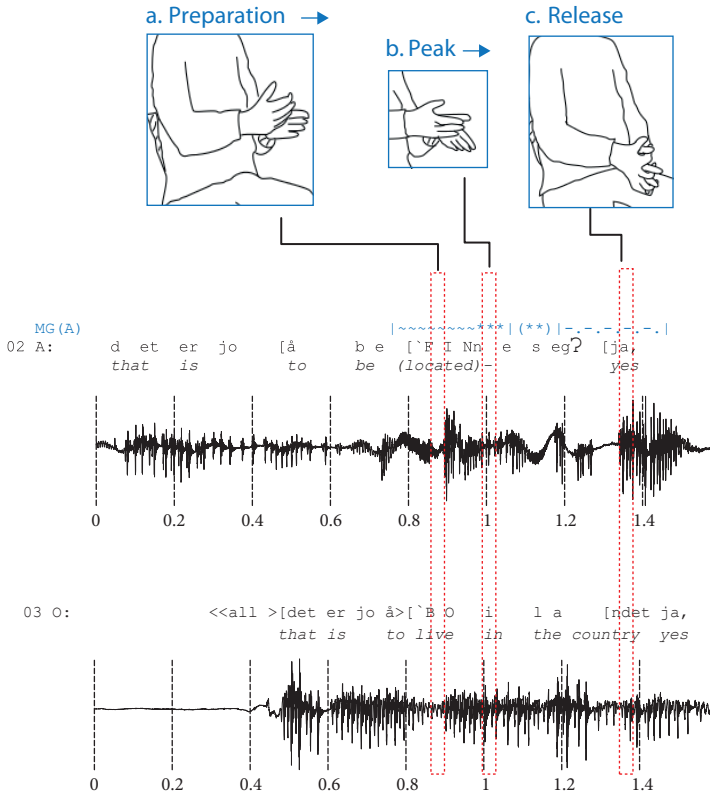 a. Preparation →
b. Peak →
c. Release
MG(A) |~~~~~~~~***|(**)|-.-.-.-.-.|
02 A: d et er jo [å b e [`F I Nn e s eg? [ja,
that is to be (located)- yes
0 0.2 0.4 0.6 0.8 1 1.2 1.4
03 O: <<all >[det er jo å>[`B O i l a [ndet ja,
that is to live in the country yes
0 0.2 0.4 0.6 0.8 1 1.2 1.4